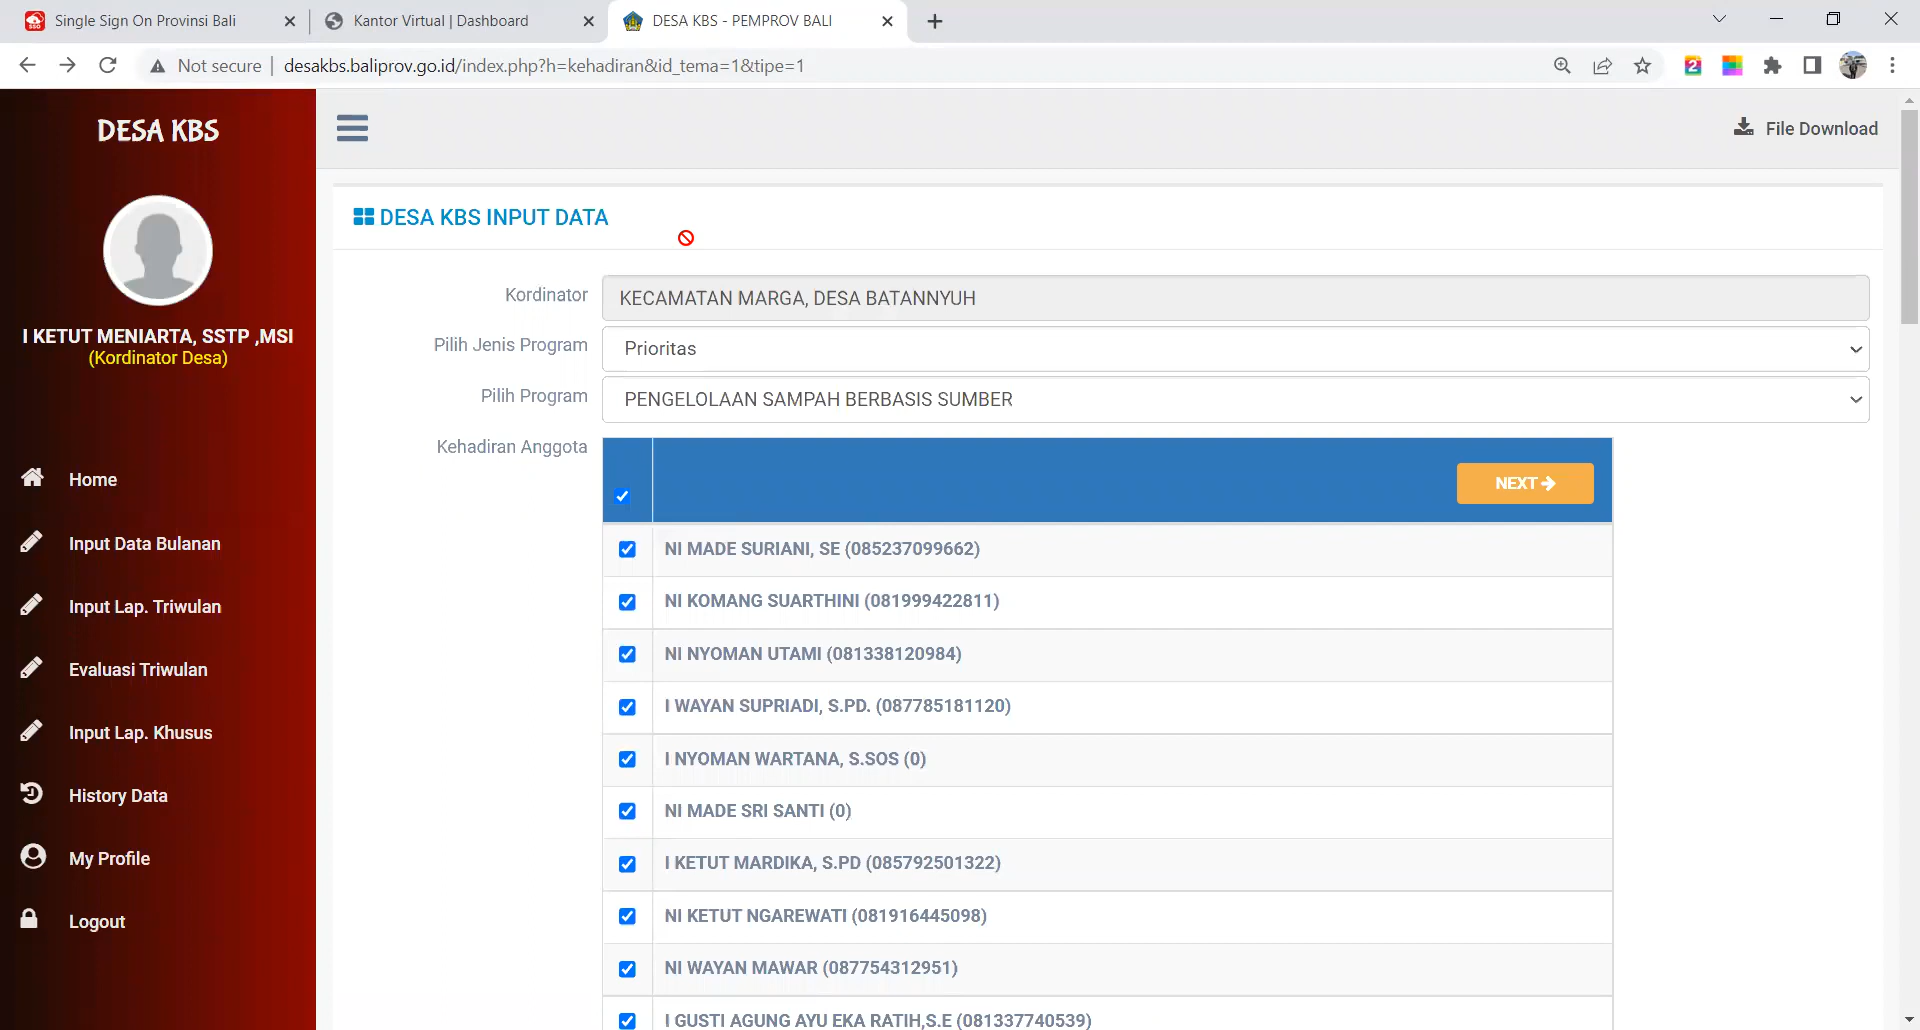 Single Sign On Provinsi Bali
Kantor Virtual | Dashboard
DESA KBS - PEMPROV BALI
Not secure | desakbs.baliprov.go.id/index.php?h=kehadiran&id_tema=1&tipe=1
DESA KBS
File Download
DESA KBS INPUT DATA
I KETUT MENIARTA, SSTP ,MSI
(Kordinator Desa)
Home
Input Data Bulanan
Input Lap. Triwulan
Evaluasi Triwulan
Input Lap. Khusus
History Data
My Profile
Logout
Kordinator
KECAMATAN MARGA, DESA BATANNYUH
Pilih Jenis Program
Prioritas
Pilih Program
PENGELOLAAN SAMPAH BERBASIS SUMBER
Kehadiran Anggota
NEXT
NI MADE SURIANI, SE (085237099662)
NI KOMANG SUARTHINI (081999422811)
NI NYOMAN UTAMI (081338120984)
I WAYAN SUPRIADI, S.PD. (087785181120)
I NYOMAN WARTANA, S.SOS (0)
NI MADE SRI SANTI (0)
I KETUT MARDIKA, S.PD (085792501322)
NI KETUT NGAREWATI (081916445098)
NI WAYAN MAWAR (087754312951)
I GUSTI AGUNG AYU EKA RATIH,S.E (081337740539)